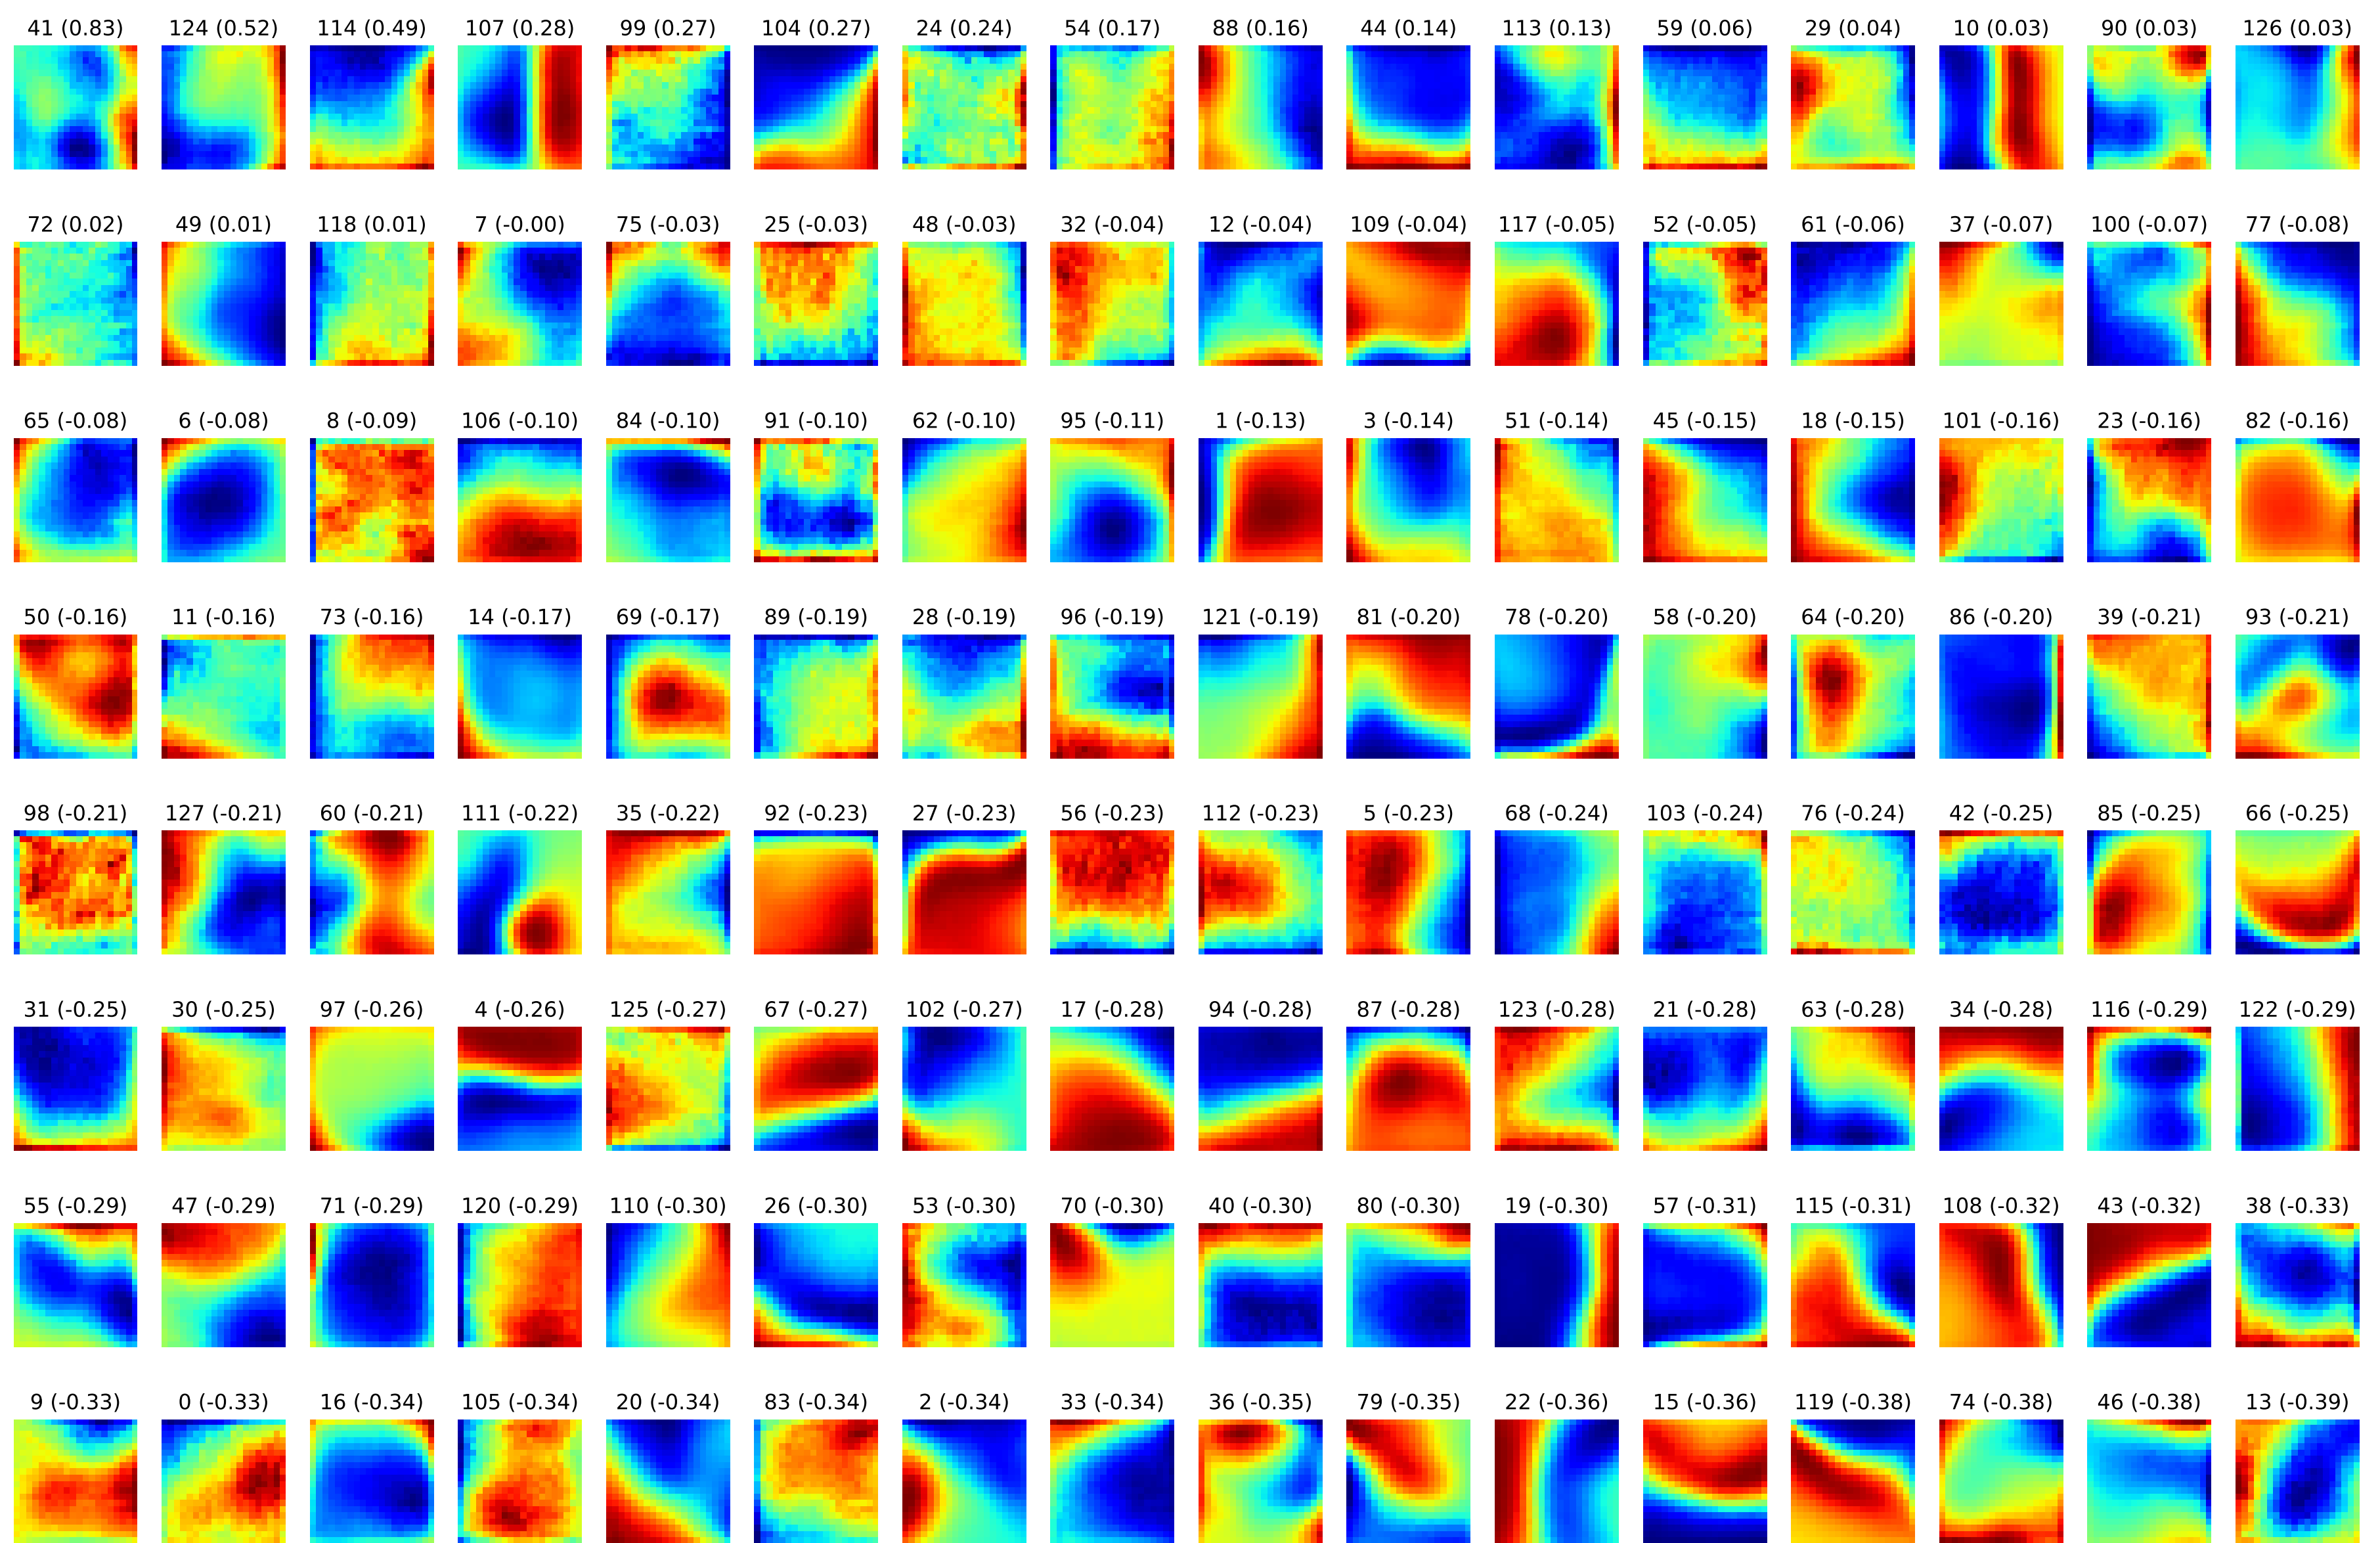 41 (0.83) 124 (0.52) 114 (0.49) 107 (0.28) 99 (0.27) 104 (0.27) 24 (0.24) 54 (0.17) 88 (0.16) 44 (0.14) 113 (0.13) 59 (0.06) 29 (0.04) 10 (0.03) 90 (0.03) 126 (0.03)
72 (0.02) 49 (0.01) 118 (0.01) 7 (-0.00) 75 (-0.03) 25 (-0.03) 48 (-0.03) 32 (-0.04) 12 (-0.04) 109 (-0.04) 117 (-0.05) 52 (-0.05) 61 (-0.06) 37 (-0.07) 100 (-0.07) 77 (-0.08)
65 (-0.08) 6 (-0.08) 8 (-0.09) 106 (-0.10) 84 (-0.10) 91 (-0.10) 62 (-0.10) 95 (-0.11) 1 (-0.13) 3 (-0.14) 51 (-0.14) 45 (-0.15) 18 (-0.15) 101 (-0.16) 23 (-0.16) 82 (-0.16)
50 (-0.16) 11 (-0.16) 73 (-0.16) 14 (-0.17) 69 (-0.17) 89 (-0.19) 28 (-0.19) 96 (-0.19) 121 (-0.19) 81 (-0.20) 78 (-0.20) 58 (-0.20) 64 (-0.20) 86 (-0.20) 39 (-0.21) 93 (-0.21)
98 (-0.21) 127 (-0.21) 60 (-0.21) 111 (-0.22) 35 (-0.22) 92 (-0.23) 27 (-0.23) 56 (-0.23) 112 (-0.23) 5 (-0.23) 68 (-0.24) 103 (-0.24) 76 (-0.24) 42 (-0.25) 85 (-0.25) 66 (-0.25)
31 (-0.25) 30 (-0.25) 97 (-0.26) 4 (-0.26) 125 (-0.27) 67 (-0.27) 102 (-0.27) 17 (-0.28) 94 (-0.28) 87 (-0.28) 123 (-0.28) 21 (-0.28) 63 (-0.28) 34 (-0.28) 116 (-0.29) 122 (-0.29)
55 (-0.29) 47 (-0.29) 71 (-0.29) 120 (-0.29) 110 (-0.30) 26 (-0.30) 53 (-0.30) 70 (-0.30) 40 (-0.30) 80 (-0.30) 19 (-0.30) 57 (-0.31) 115 (-0.31) 108 (-0.32) 43 (-0.32) 38 (-0.33)
9 (-0.33) 0 (-0.33) 16 (-0.34) 105 (-0.34) 20 (-0.34) 83 (-0.34) 2 (-0.34) 33 (-0.34) 36 (-0.35) 79 (-0.35) 22 (-0.36) 15 (-0.36) 119 (-0.38) 74 (-0.38) 46 (-0.38) 13 (-0.39)